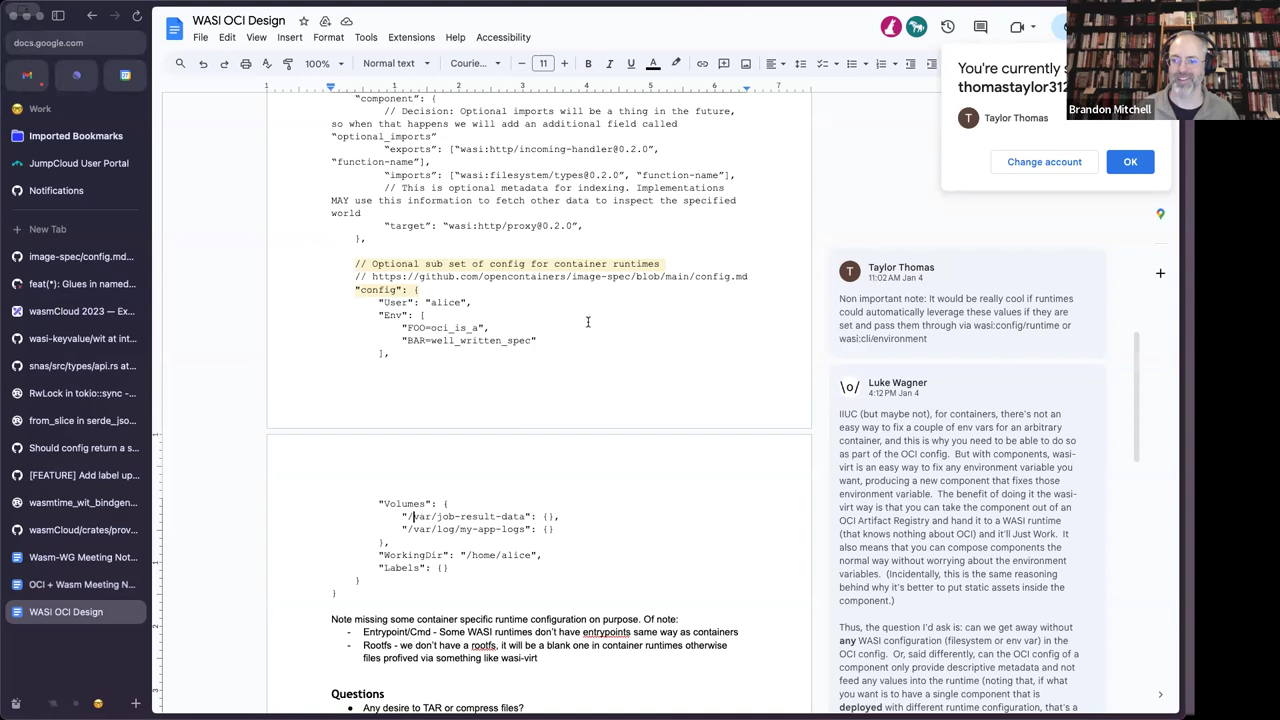 docs.google.com
Work
Imported Bookmarks
JumpCloud User Portal
Notifications
New Tab
image-spec/config.md...
feat(*): Glues in named...
wasmCloud 2023 — Ex...
wasi-keyvalue/wit at int...
snas/src/types/api.rs at...
RwLock in tokio::sync -...
from_slice in serde_jso...
Should config return a s...
[FEATURE] Add label up...
wasmtime_wit_bindgen...
wasmCloud/crates/prov...
Wasm-WG Meeting Not...
OCI + Wasm Meeting N...
WASI OCI Design
WASI OCI Design
File Edit View Insert Format Tools Extensions Help Accessibility
100% Normal text Courie... 11
1 1 2 3 4 5 6 7
"component": {
// Decision: Optional imports will be a thing in the future,
so when that happens we will add an additional field called
"optional_imports"
"exports": ["wasi:http/incoming-handler@0.2.0",
"function-name"],
"imports": ["wasi:filesystem/types@0.2.0", "function-name"],
// This is optional metadata for indexing. Implementations
MAY use this information to fetch other data to inspect the specified
world
"target": "wasi:http/proxy@0.2.0",
},
// Optional sub set of config for container runtimes
// https://github.com/opencontainers/image-spec/blob/main/config.md
"config": {
"User": "alice",
"Env": [
"FOO=oci_is_a",
"BAR=well_written_spec"
],
"Volumes": {
"/var/job-result-data": {},
"/var/log/my-app-logs": {}
},
"WorkingDir": "/home/alice",
"Labels": {}
}
}
Note missing some container specific runtime configuration on purpose. Of note:
- Entrypoint/Cmd - Some WASI runtimes don't have entrypoints same way as containers
- Rootfs - we don't have a rootfs, it will be a blank one in container runtimes otherwise
files profived via something like wasi-virt
Questions
● Any desire to TAR or compress files?
You're currently s
thomastaylor312
T Taylor Thomas
Change account OK
Brandon Mitchell
T Taylor Thomas
11:02 AM Jan 4
Non important note: It would be really cool if runtimes
could automatically leverage these values if they are
set and pass them through via wasi:config/runtime or
wasi:cli/environment
\o/ Luke Wagner
4:12 PM Jan 4
IIUC (but maybe not), for containers, there's not an
easy way to fix a couple of env vars for an arbitrary
container, and this is why you need to be able to do so
as part of the OCI config. But with components, wasi-
virt is an easy way to fix any environment variable you
want, producing a new component that fixes those
environment variable. The benefit of doing it the wasi-
virt way is that you can take the component out of an
OCI Artifact Registry and hand it to a WASI runtime
(that knows nothing about OCI) and it'll Just Work. It
also means that you can compose components the
normal way without worrying about the environment
variables. (Incidentally, this is the same reasoning
behind why it's better to put static assets inside the
component.)
Thus, the question I'd ask is: can we get away without
any WASI configuration (filesystem or env var) in the
OCI config. Or, said differently, can the OCI config of a
component only provide descriptive metadata and not
feed any values into the runtime (noting that, if what
you want is to have a single component that is
deployed with different runtime configuration, that's a